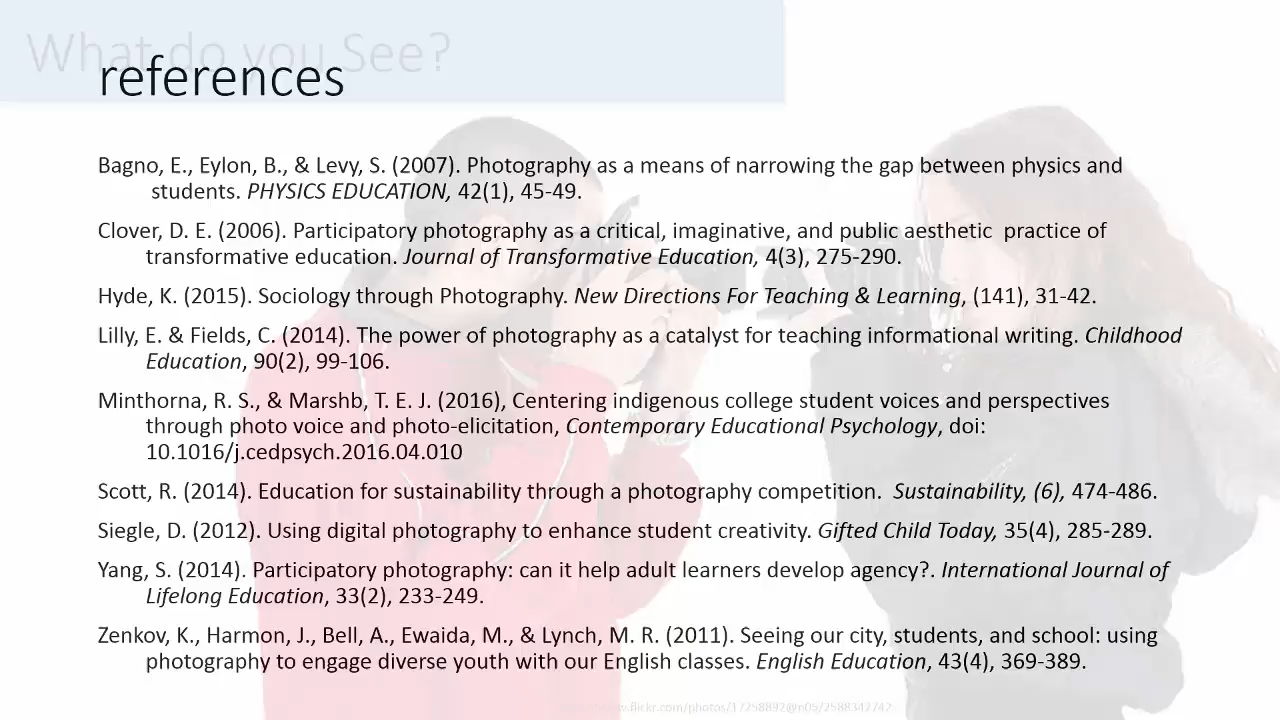 What do you See?
references
Bagno, E., Eylon, B., & Levy, S. (2007). Photography as a means of narrowing the gap between physics and
students. PHYSICS EDUCATION, 42(1), 45-49.
Clover, D. E. (2006). Participatory photography as a critical, imaginative, and public aesthetic practice of
transformative education. Journal of Transformative Education, 4(3), 275-290.
Hyde, K. (2015). Sociology through Photography. New Directions For Teaching & Learning, (141), 31-42.
Lilly, E. & Fields, C. (2014). The power of photography as a catalyst for teaching informational writing. Childhood
Education, 90(2), 99-106.
Minthorna, R. S., & Marshb, T. E. J. (2016), Centering indigenous college student voices and perspectives
through photo voice and photo-elicitation, Contemporary Educational Psychology, doi:
10.1016/j.cedpsych.2016.04.010
Scott, R. (2014). Education for sustainability through a photography competition. Sustainability, (6), 474-486.
Siegle, D. (2012). Using digital photography to enhance student creativity. Gifted Child Today, 35(4), 285-289.
Yang, S. (2014). Participatory photography: can it help adult learners develop agency?. International Journal of
Lifelong Education, 33(2), 233-249.
Zenkov, K., Harmon, J., Bell, A., Ewaida, M., & Lynch, M. R. (2011). Seeing our city, students, and school: using
photography to engage diverse youth with our English classes. English Education, 43(4), 369-389.